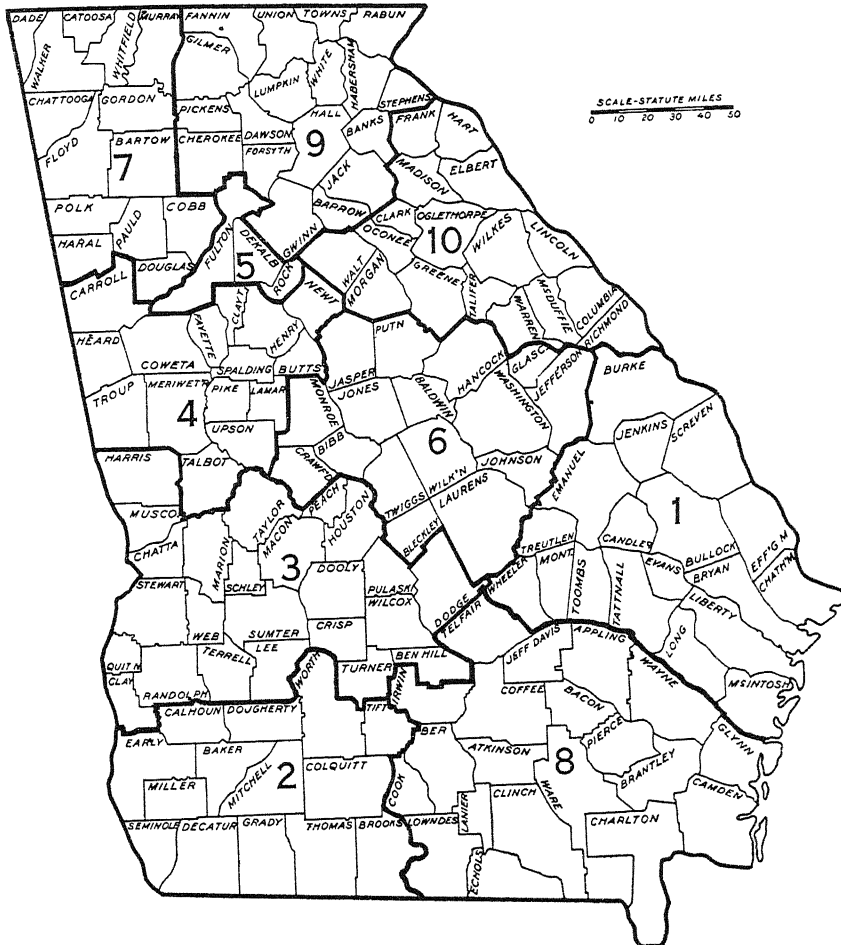 DADE
CATOOSA
MURRAY
FANNIN
UNION
TOWNS
RABUN
WALKER
WHITFIELD
GILMER
LUMPKIN
WHITE
HABERSHAM
STEPHENS
CHATTOOGA
GORDON
PICKENS
DAWSON
HALL
BANKS
FRANK
HART
SCALE-STATUTE MILES
0 10 20 30 40 50
FLOYD
BARTOW
CHEROKEE
FORSYTH
9
JACK
MADISON
ELBERT
7
POLK
PAULD
COBB
BARROW
CLARK
OGLETHORPE
HARAL
DOUGLAS
FULTON
DEKALB
GWINN
OCONEE
10
WILKES
LINCOLN
CARROLL
5
ROCK
NEWT
WALT
MORGAN
GREENE
TALIFER
WARREN
McDUFFIE
COLUMBIA
RICHMOND
HEARD
COWETA
FAYETTE
CLAYT
HENRY
SPALDING
BUTTS
JASPER
PUTN
HANCOCK
GLASC
JEFFERSON
BURKE
TROUP
MERIWET'R
PIKE
LAMAR
MONROE
JONES
BALDWIN
WASHINGTON
JENKINS
SCREVEN
4
UPSON
BIBB
6
HARRIS
TALBOT
CRAWF'D
TWIGGS
WILK'N
JOHNSON
EMANUEL
MUSCO
TAYLOR
PEACH
HOUSTON
BLECKLEY
LAURENS
TREUTLEN
CANDLER
1
BULLOCK
EFF'G'M
CHATTA
MARION
MACON
3
DOOLY
PULASKI
DODGE
WHEELER
MONT.
TOOMBS
TATTNALL
EVANS
BRYAN
CHATH'M
STEWART
SCHLEY
WILCOX
TELFAIR
LIBERTY
WEB
SUMTER
CRISP
JEFF DAVIS
APPLING
LONG
QUIT N
TERRELL
LEE
TURNER
BEN HILL
WAYNE
McINTOSH
CLAY
RANDOLPH
WORTH
IRWIN
COFFEE
BACON
CALHOUN
DOUGHERTY
TIFT
PIERCE
GLYNN
EARLY
BAKER
BER
ATKINSON
8
BRANTLEY
MILLER
MITCHELL
2
COLQUITT
COOK
CLINCH
WARE
CAMDEN
SEMINOLE
DECATUR
GRADY
THOMAS
BROOKS
LOWNDES
LANIER
CHARLTON
ECHOLS